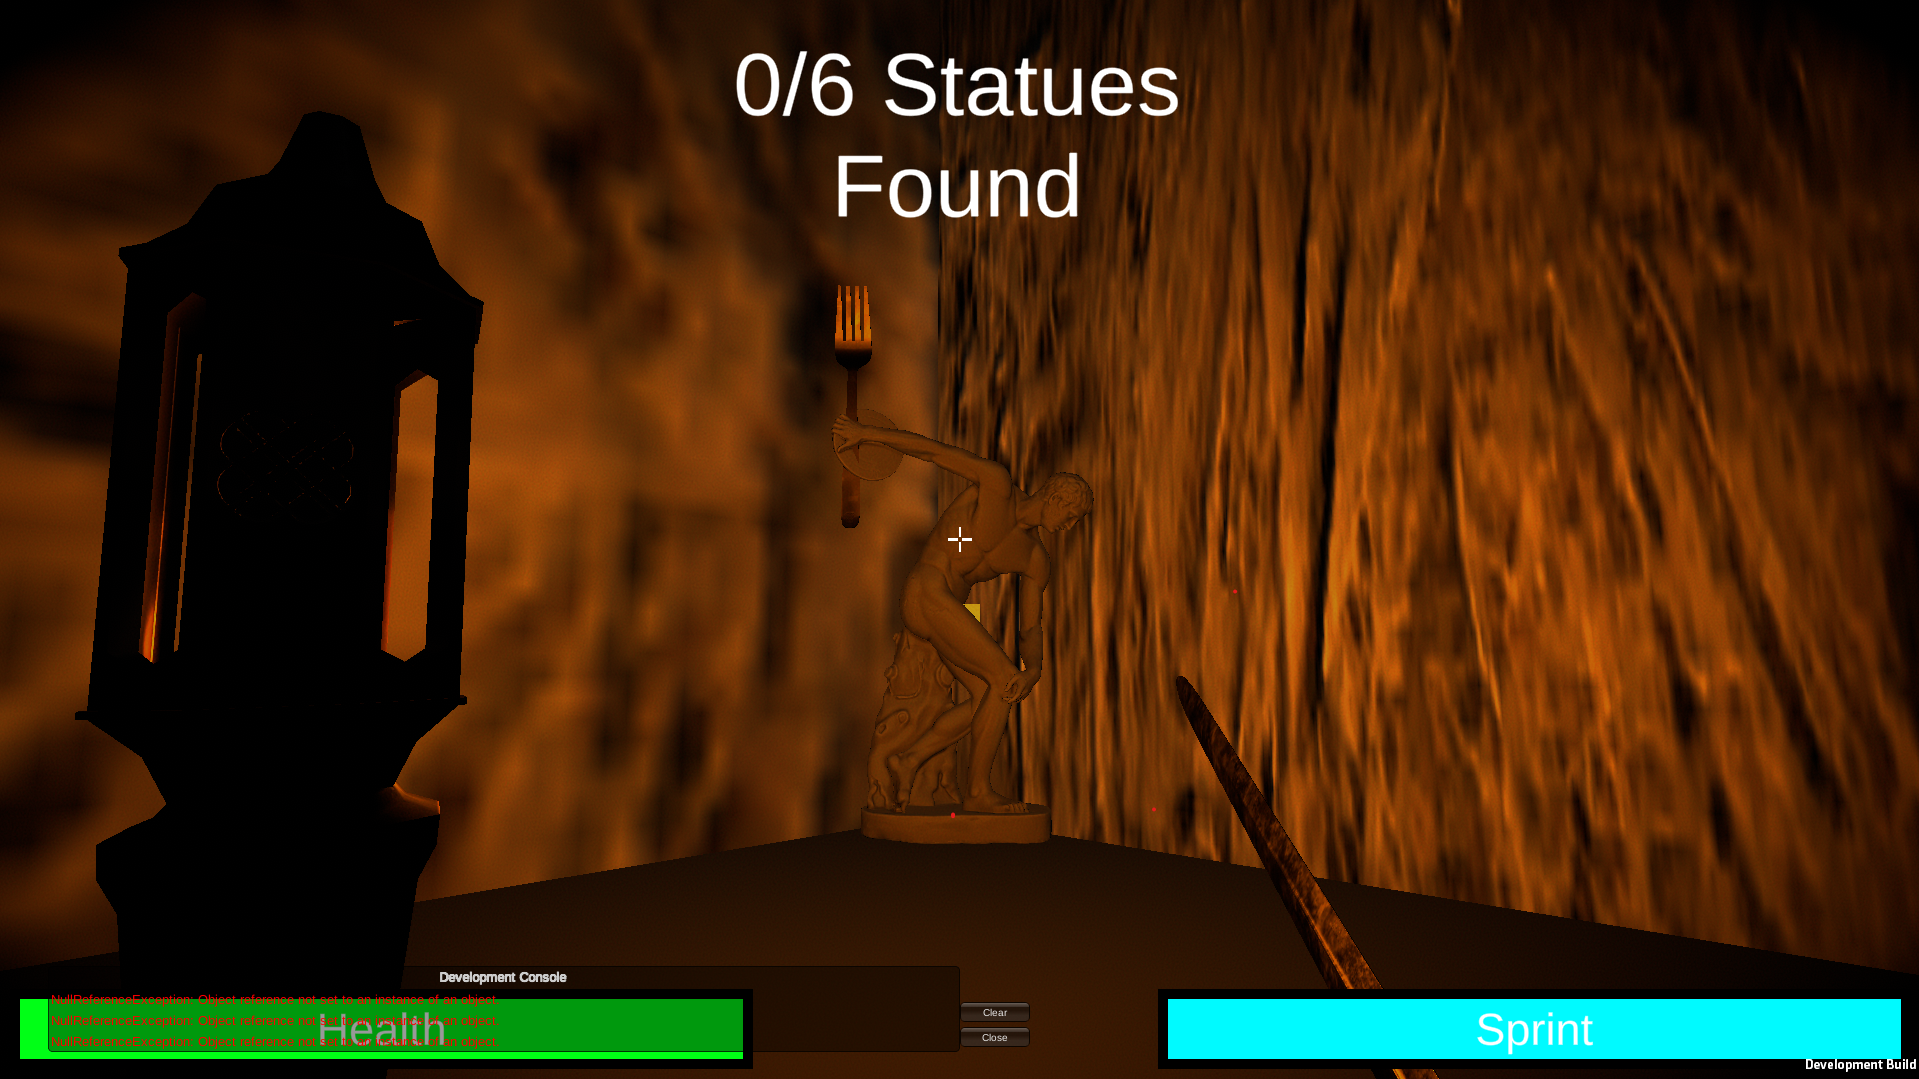 0/6 Statues
Found
Development Console
NullReferenceException: Object reference not set to an instance of an object
NullReferenceException: Object reference not set to an instance of an object
NullReferenceException: Object reference not set to an instance of an object
Health
Clear
Close
Sprint
Development Build